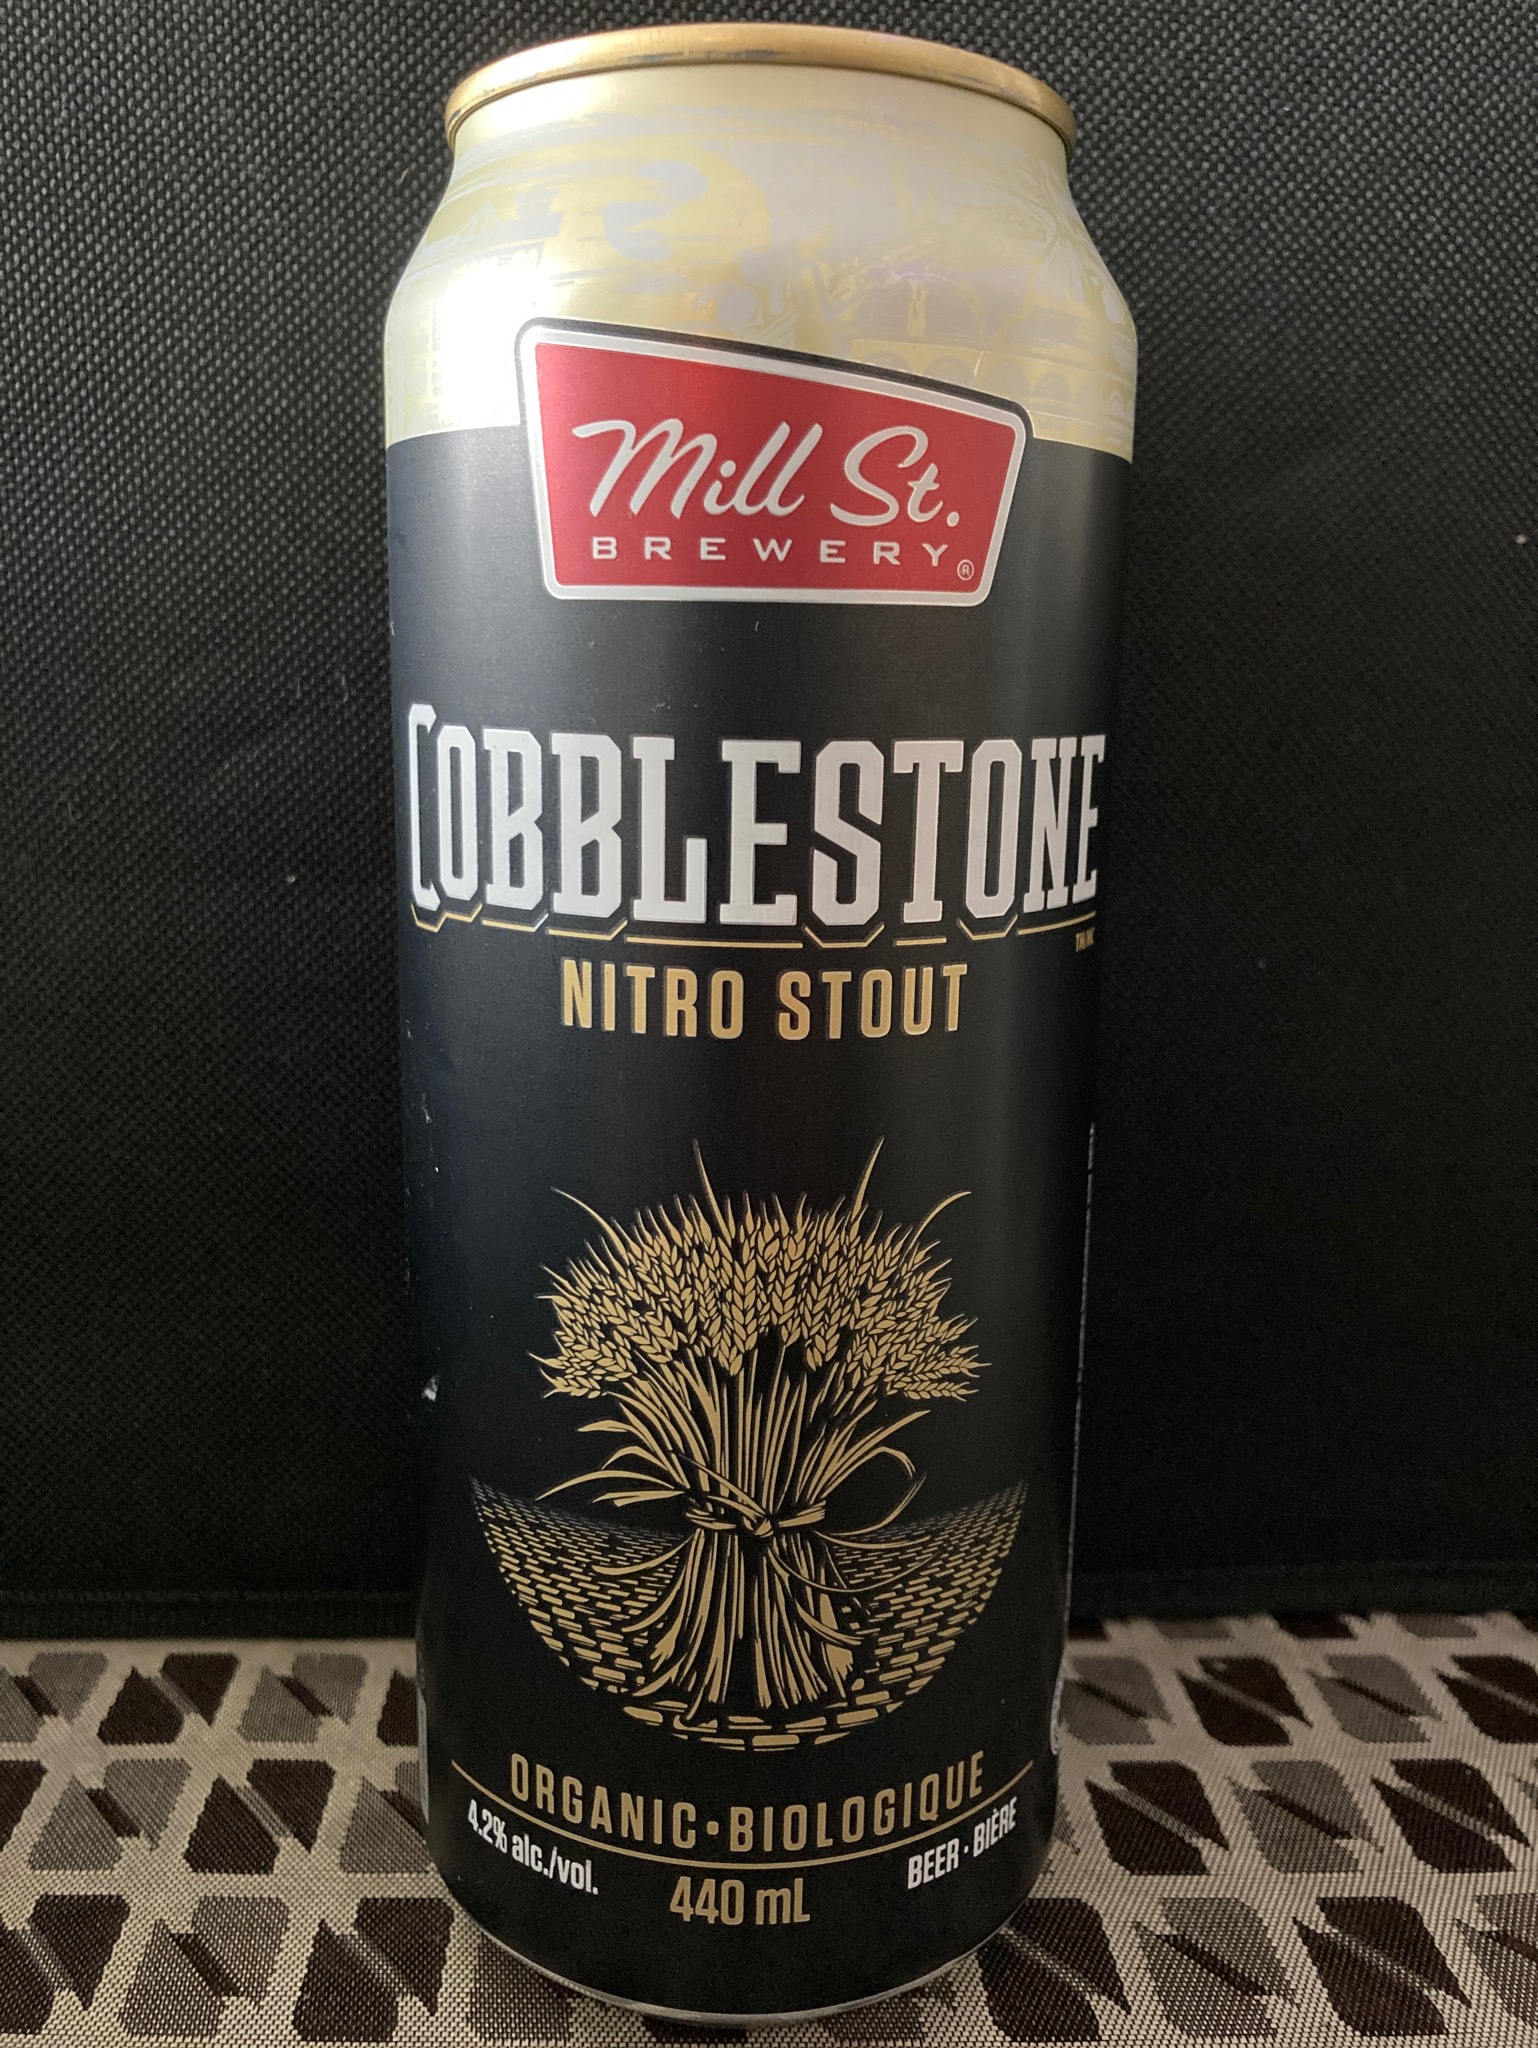 Mill St.
BREWERY®
COBBLESTONE
NITRO STOUT
ORGANIC·BIOLOGIQUE
4.2% alc./vol.
440 mL
BEER · BIÈRE